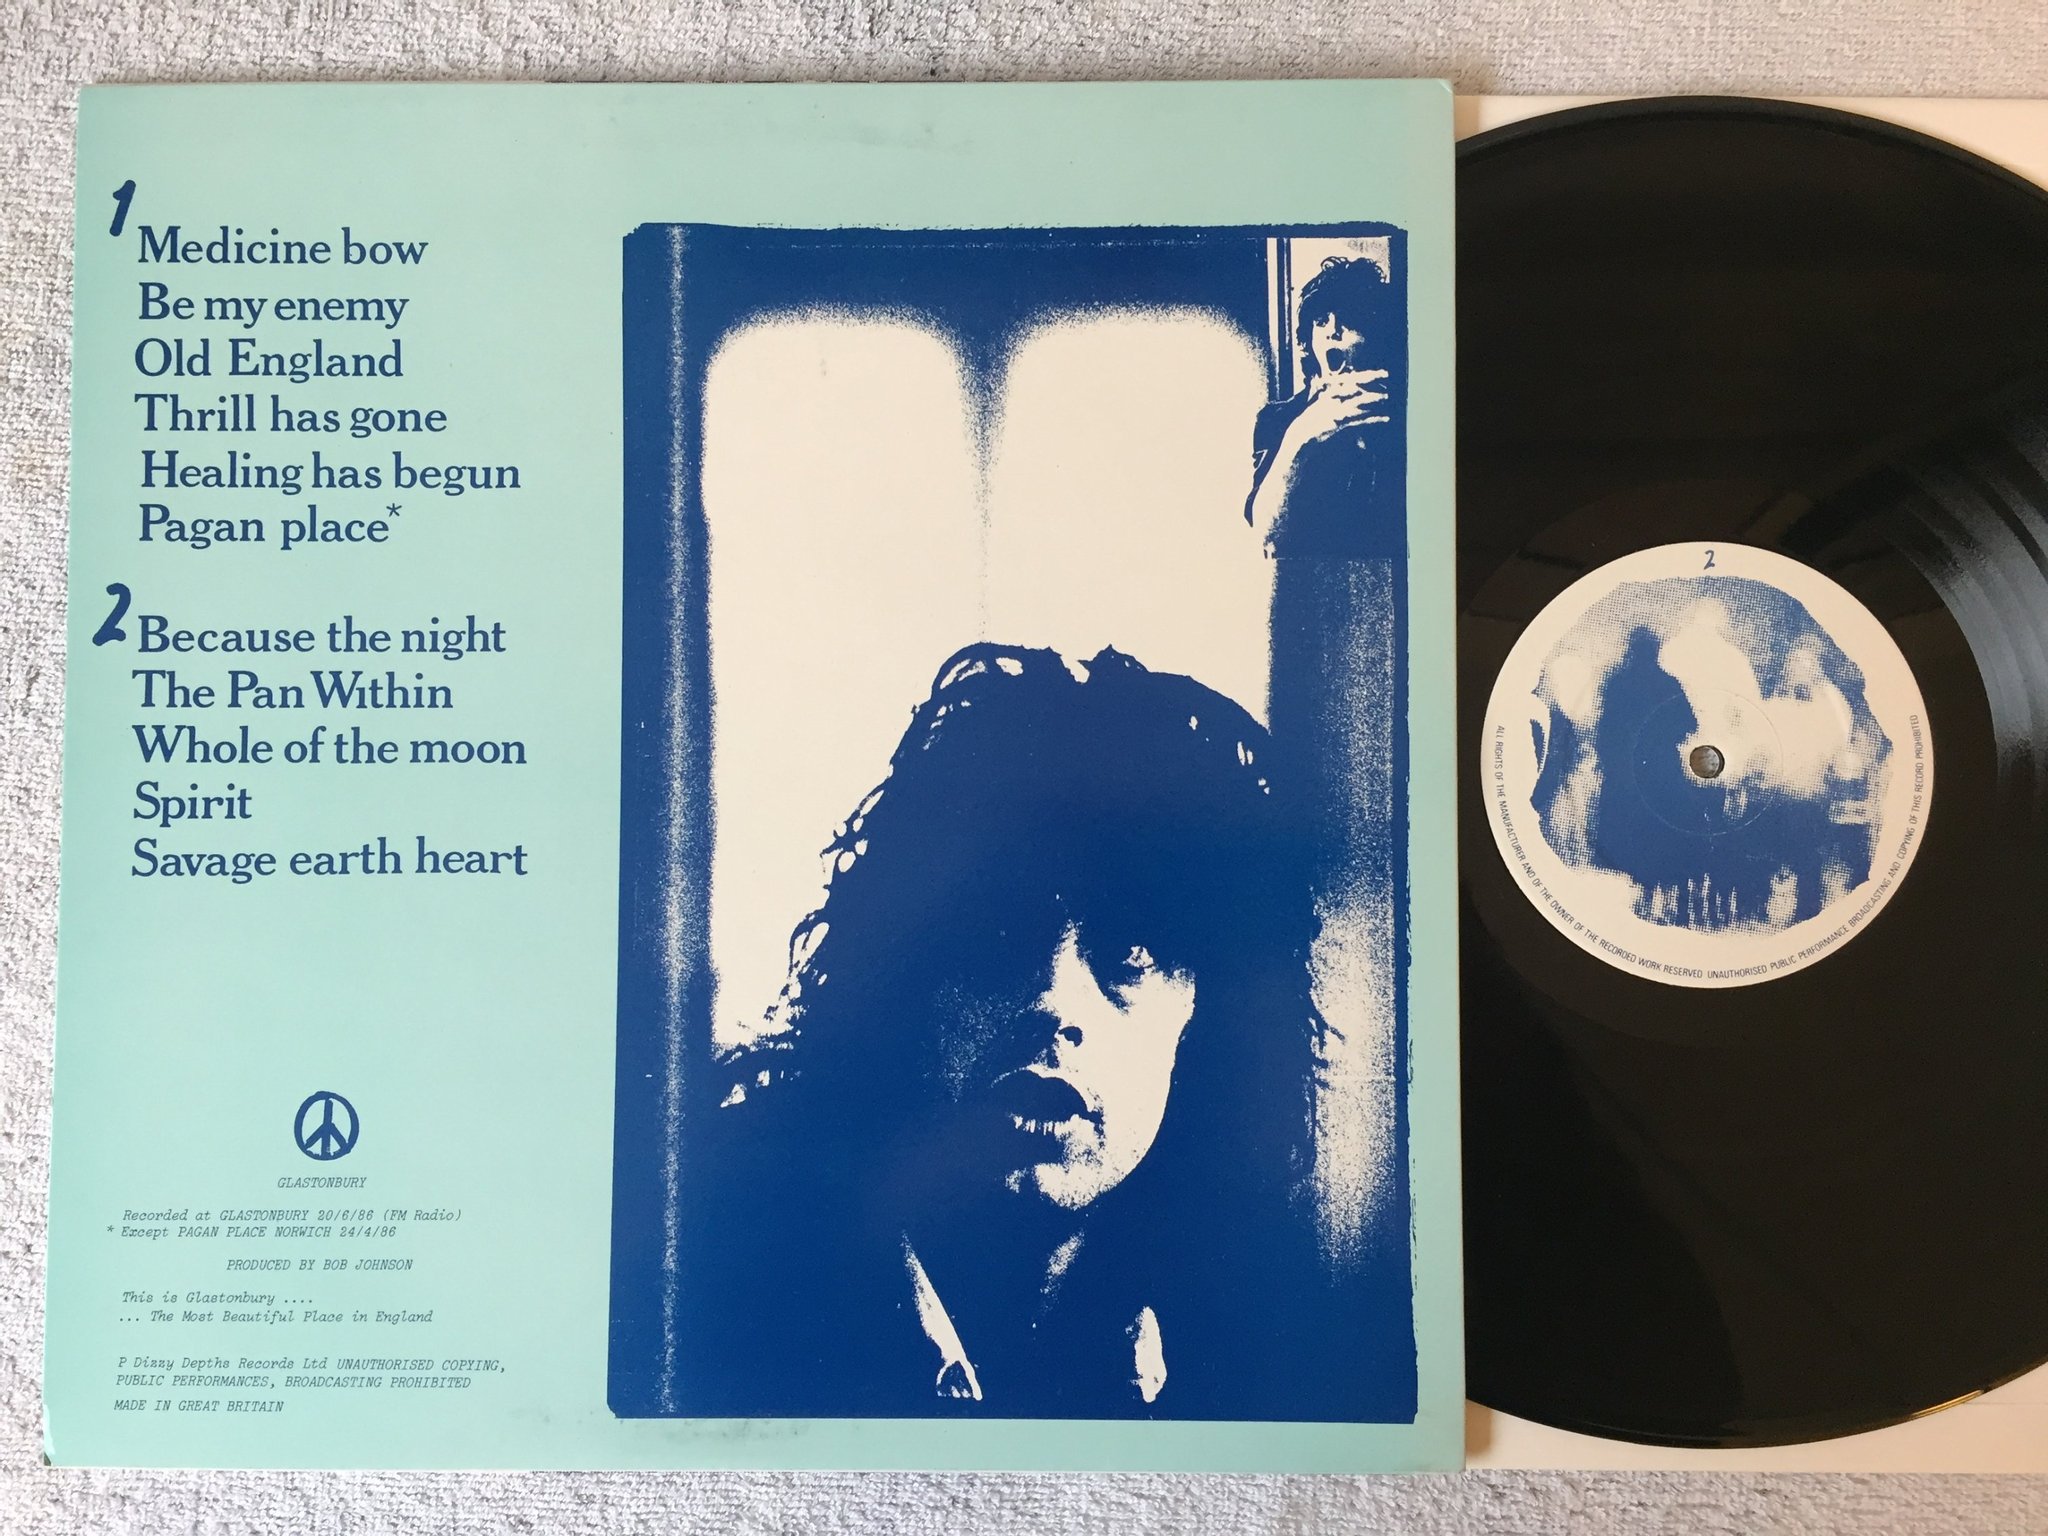 1
Medicine bow
Be my enemy
Old England
Thrill has gone
Healing has begun
Pagan place*
2
Because the night
The Pan Within
Whole of the moon
Spirit
Savage earth heart
GLASTONBURY
Recorded at GLASTONBURY 20/6/86 (FM Radio)
* Except PAGAN PLACE NORWICH 24/4/86
PRODUCED BY BOB JOHNSON
This is Glastonbury ....
... The Most Beautiful Place in England
P Dizzy Depths Records Ltd UNAUTHORISED COPYING,
PUBLIC PERFORMANCES, BROADCASTING PROHIBITED
MADE IN GREAT BRITAIN
2
ALL RIGHTS OF THE MANUFACTURER AND OF THE OWNER OF THE RECORDED WORK RESERVED UNAUTHORISED PUBLIC PERFORMANCE BROADCASTING AND COPYING OF THIS RECORD PROHIBITED